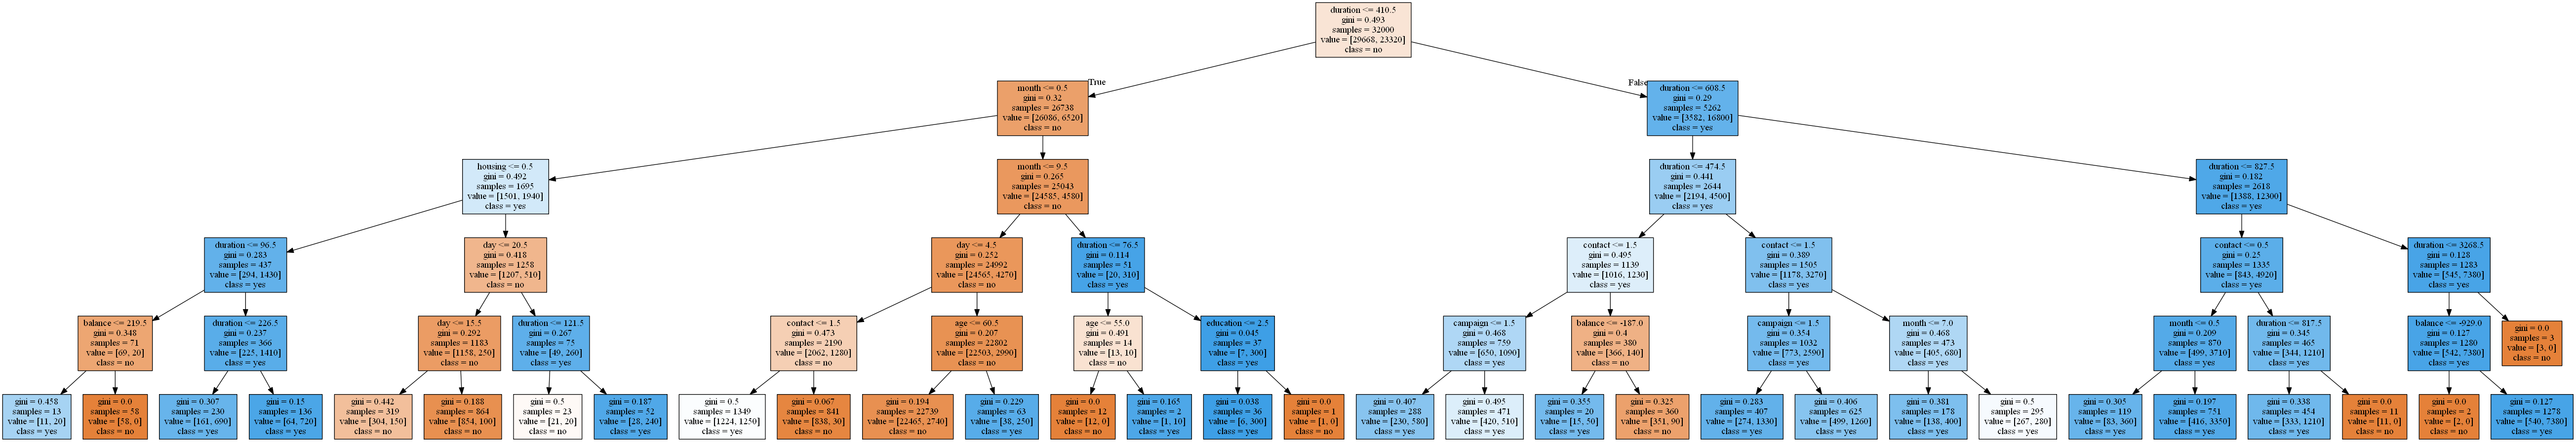 duration <= 410.5
gini = 0.493
samples = 32000
value = [29668, 23320]
class = no
True
False
month <= 0.5
gini = 0.32
samples = 26738
value = [26086, 6520]
class = no
duration <= 608.5
gini = 0.29
samples = 5262
value = [3582, 16800]
class = yes
housing <= 0.5
gini = 0.492
samples = 1695
value = [1501, 1940]
class = yes
month <= 9.5
gini = 0.265
samples = 25043
value = [24585, 4580]
class = no
duration <= 474.5
gini = 0.441
samples = 2644
value = [2194, 4500]
class = yes
duration <= 827.5
gini = 0.182
samples = 2618
value = [1388, 12300]
class = yes
duration <= 96.5
gini = 0.283
samples = 437
value = [294, 1430]
class = yes
day <= 20.5
gini = 0.418
samples = 1258
value = [1207, 510]
class = no
day <= 4.5
gini = 0.252
samples = 24992
value = [24565, 4270]
class = no
duration <= 76.5
gini = 0.114
samples = 51
value = [20, 310]
class = yes
contact <= 1.5
gini = 0.495
samples = 1139
value = [1016, 1230]
class = yes
contact <= 1.5
gini = 0.389
samples = 1505
value = [1178, 3270]
class = yes
contact <= 0.5
gini = 0.25
samples = 1335
value = [843, 4920]
class = yes
duration <= 3268.5
gini = 0.128
samples = 1283
value = [545, 7380]
class = yes
balance <= 219.5
gini = 0.348
samples = 71
value = [69, 20]
class = no
duration <= 226.5
gini = 0.237
samples = 366
value = [225, 1410]
class = yes
day <= 15.5
gini = 0.292
samples = 1183
value = [1158, 250]
class = no
duration <= 121.5
gini = 0.267
samples = 75
value = [49, 260]
class = yes
contact <= 1.5
gini = 0.473
samples = 2190
value = [2062, 1280]
class = no
age <= 60.5
gini = 0.207
samples = 22802
value = [22503, 2990]
class = no
age <= 55.0
gini = 0.491
samples = 14
value = [13, 10]
class = no
education <= 2.5
gini = 0.045
samples = 37
value = [7, 300]
class = yes
campaign <= 1.5
gini = 0.468
samples = 759
value = [650, 1090]
class = yes
balance <= -187.0
gini = 0.4
samples = 380
value = [366, 140]
class = no
campaign <= 1.5
gini = 0.354
samples = 1032
value = [773, 2590]
class = yes
month <= 7.0
gini = 0.468
samples = 473
value = [405, 680]
class = yes
month <= 0.5
gini = 0.209
samples = 870
value = [499, 3710]
class = yes
duration <= 817.5
gini = 0.345
samples = 465
value = [344, 1210]
class = yes
balance <= -929.0
gini = 0.127
samples = 1280
value = [542, 7380]
class = yes
gini = 0.0
samples = 3
value = [3, 0]
class = no
gini = 0.458
samples = 13
value = [11, 20]
class = yes
gini = 0.0
samples = 58
value = [58, 0]
class = no
gini = 0.307
samples = 230
value = [161, 690]
class = yes
gini = 0.15
samples = 136
value = [64, 720]
class = yes
gini = 0.442
samples = 319
value = [304, 150]
class = no
gini = 0.188
samples = 864
value = [854, 100]
class = no
gini = 0.5
samples = 23
value = [21, 20]
class = no
gini = 0.187
samples = 52
value = [28, 240]
class = yes
gini = 0.5
samples = 1349
value = [1224, 1250]
class = yes
gini = 0.067
samples = 841
value = [838, 30]
class = no
gini = 0.194
samples = 22739
value = [22465, 2740]
class = no
gini = 0.229
samples = 63
value = [38, 250]
class = yes
gini = 0.0
samples = 12
value = [12, 0]
class = no
gini = 0.165
samples = 2
value = [1, 10]
class = yes
gini = 0.038
samples = 36
value = [6, 300]
class = yes
gini = 0.0
samples = 1
value = [1, 0]
class = no
gini = 0.407
samples = 288
value = [230, 580]
class = yes
gini = 0.495
samples = 471
value = [420, 510]
class = yes
gini = 0.355
samples = 20
value = [15, 50]
class = yes
gini = 0.325
samples = 360
value = [351, 90]
class = no
gini = 0.283
samples = 407
value = [274, 1330]
class = yes
gini = 0.406
samples = 625
value = [499, 1260]
class = yes
gini = 0.381
samples = 178
value = [138, 400]
class = yes
gini = 0.5
samples = 295
value = [267, 280]
class = yes
gini = 0.305
samples = 119
value = [83, 360]
class = yes
gini = 0.197
samples = 751
value = [416, 3350]
class = yes
gini = 0.338
samples = 454
value = [333, 1210]
class = yes
gini = 0.0
samples = 11
value = [11, 0]
class = no
gini = 0.0
samples = 2
value = [2, 0]
class = no
gini = 0.127
samples = 1278
value = [540, 7380]
class = yes